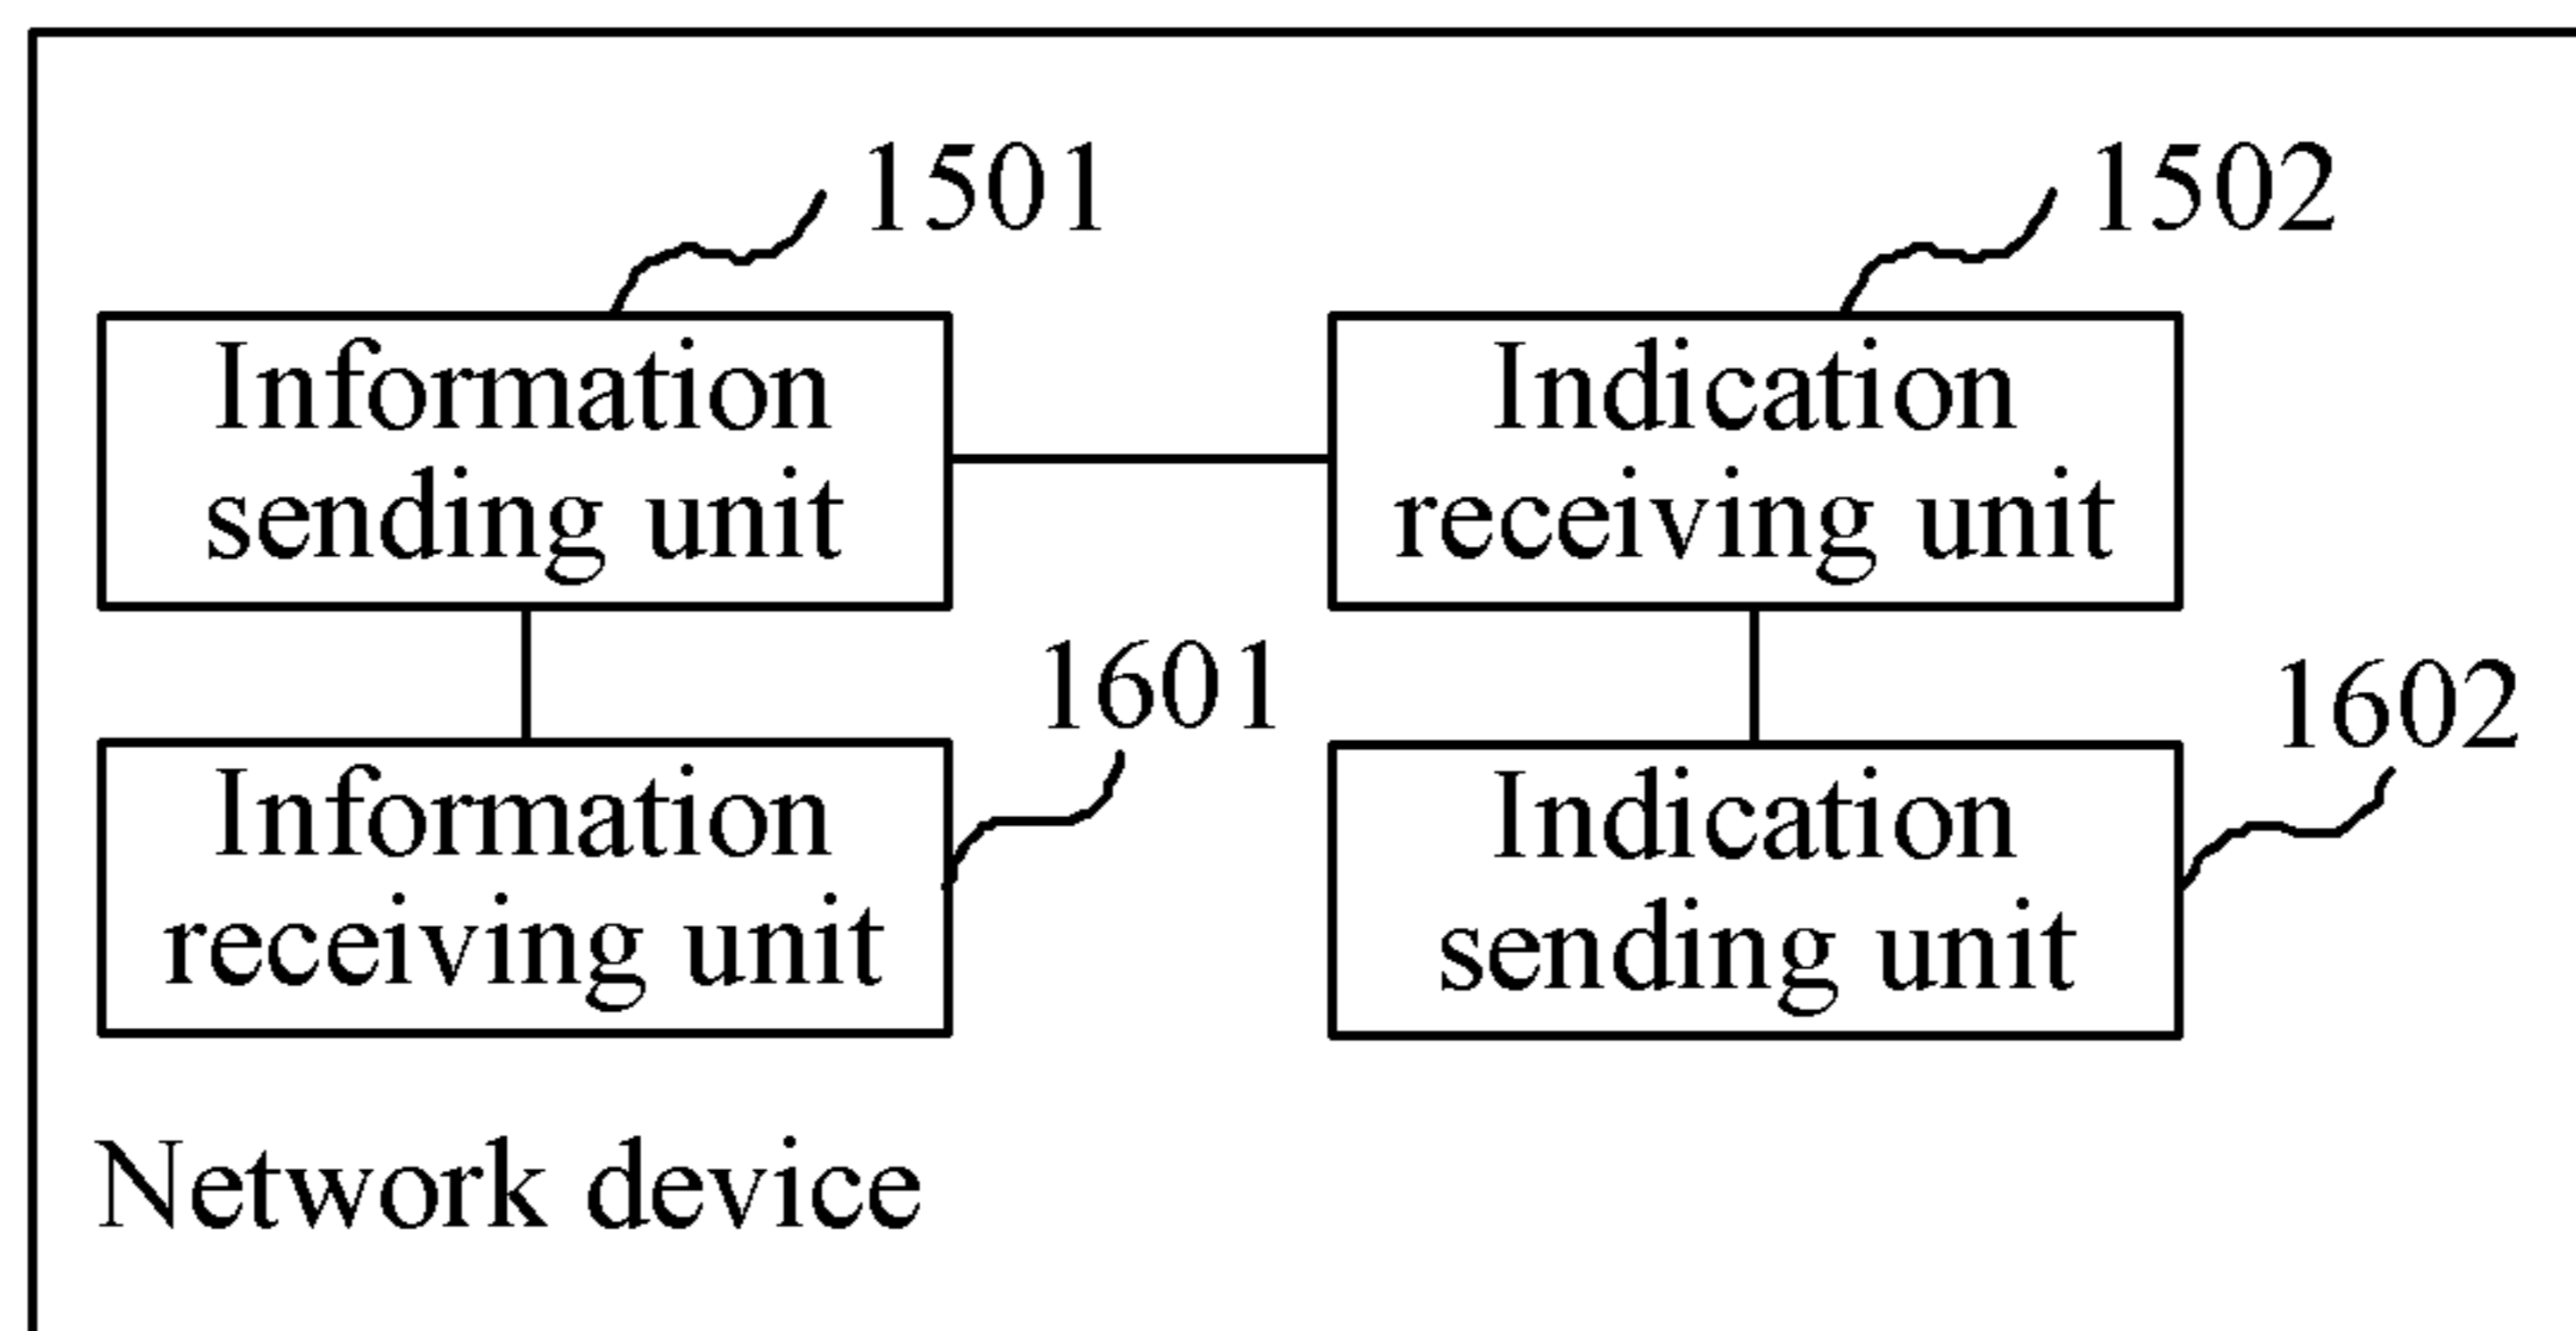 1501
1502
Information
sending unit
Indication
receiving unit
1601
1602
Information
receiving unit
Indication
sending unit
Network device